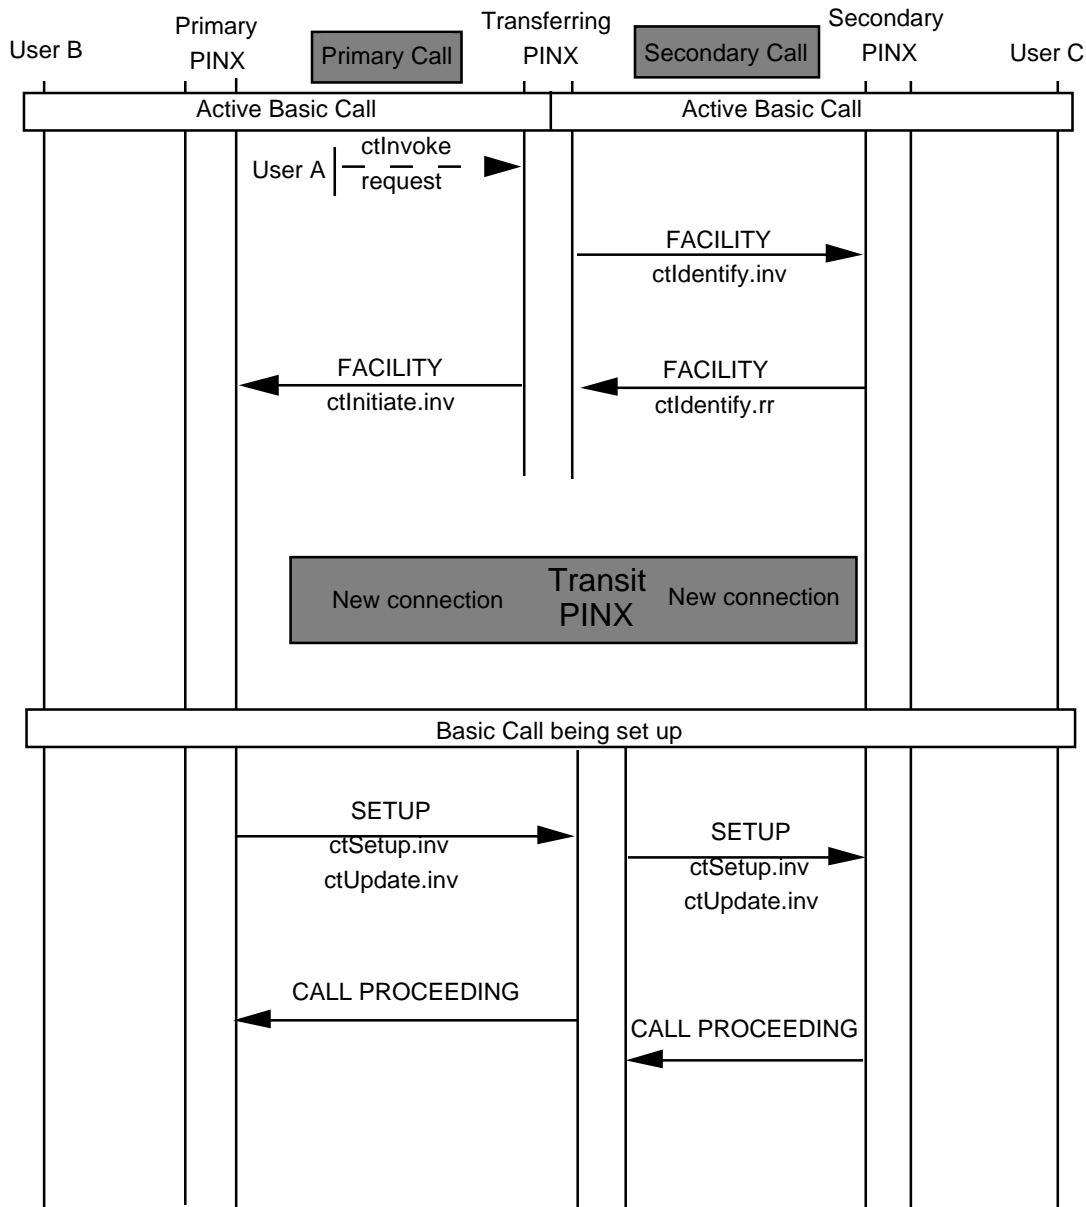 User B
Primary
PINX
Primary Call
Transferring
PINX
Secondary Call
Secondary
PINX
User C
Active Basic Call
Active Basic Call
User A
ctInvoke
request
FACILITY
ctIdentify.inv
FACILITY
ctInitiate.inv
FACILITY
ctIdentify.rr
New connection
Transit
PINX
New connection
Basic Call being set up
SETUP
ctSetup.inv
ctUpdate.inv
SETUP
ctSetup.inv
ctUpdate.inv
CALL PROCEEDING
CALL PROCEEDING